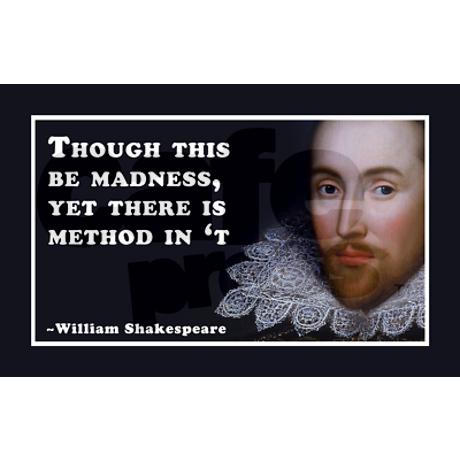 THOUGH THIS
BE MADNESS,
YET THERE IS
METHOD IN ‘T
~William Shakespeare